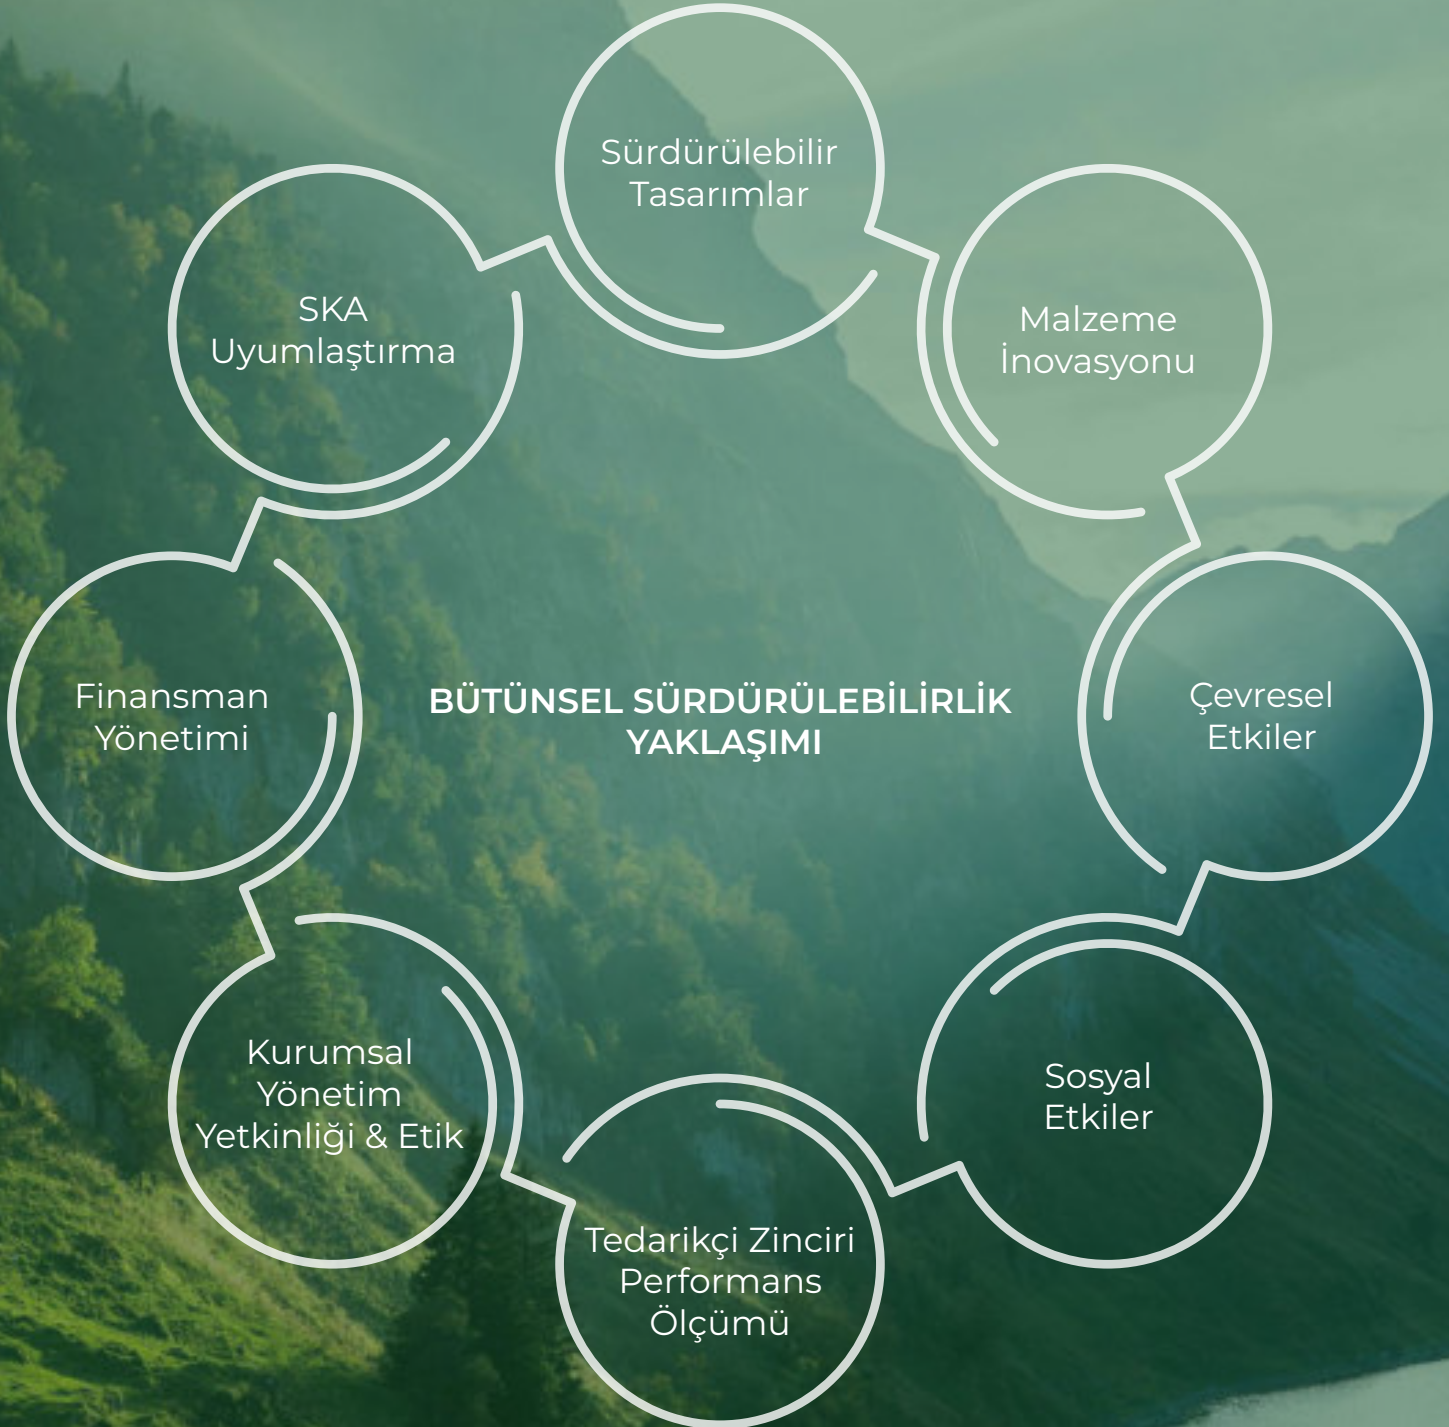 Sürdürülebilir
Tasarımlar
SKA
Uyumlaştırma
Malzeme
İnovasyonu
Finansman
Yönetimi
BÜTÜNSEL SÜRDÜRÜLEBİLİRLİK
YAKLAŞIMI
Çevresel
Etkiler
Kurumsal
Yönetim
Yetkinliği & Etik
Sosyal
Etkiler
Tedarikçi Zinciri
Performans
Ölçümü